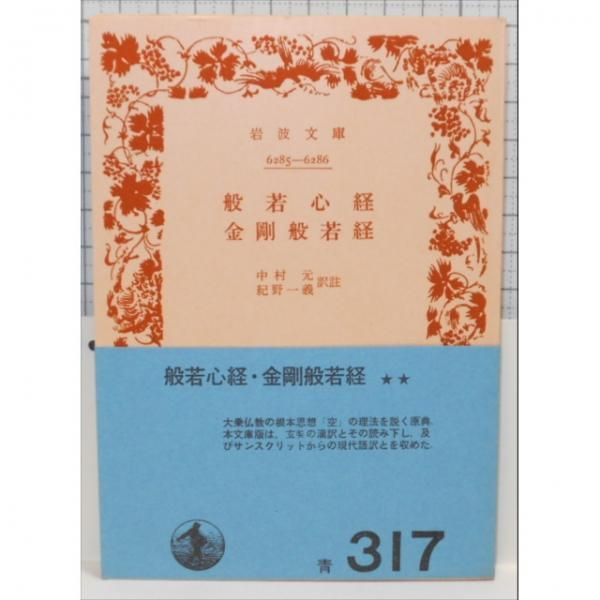 岩波文庫
6285—6286
般若心経
金剛般若経
中村 元
紀野一義
訳註
般若心経・金剛般若経 ★★
大乗仏教の根本思想「空」の理法を説く原典.
本文庫版は,玄奘の漢訳とその読み下し,及
びサンスクリットからの現代語訳とを収めた.
青 317